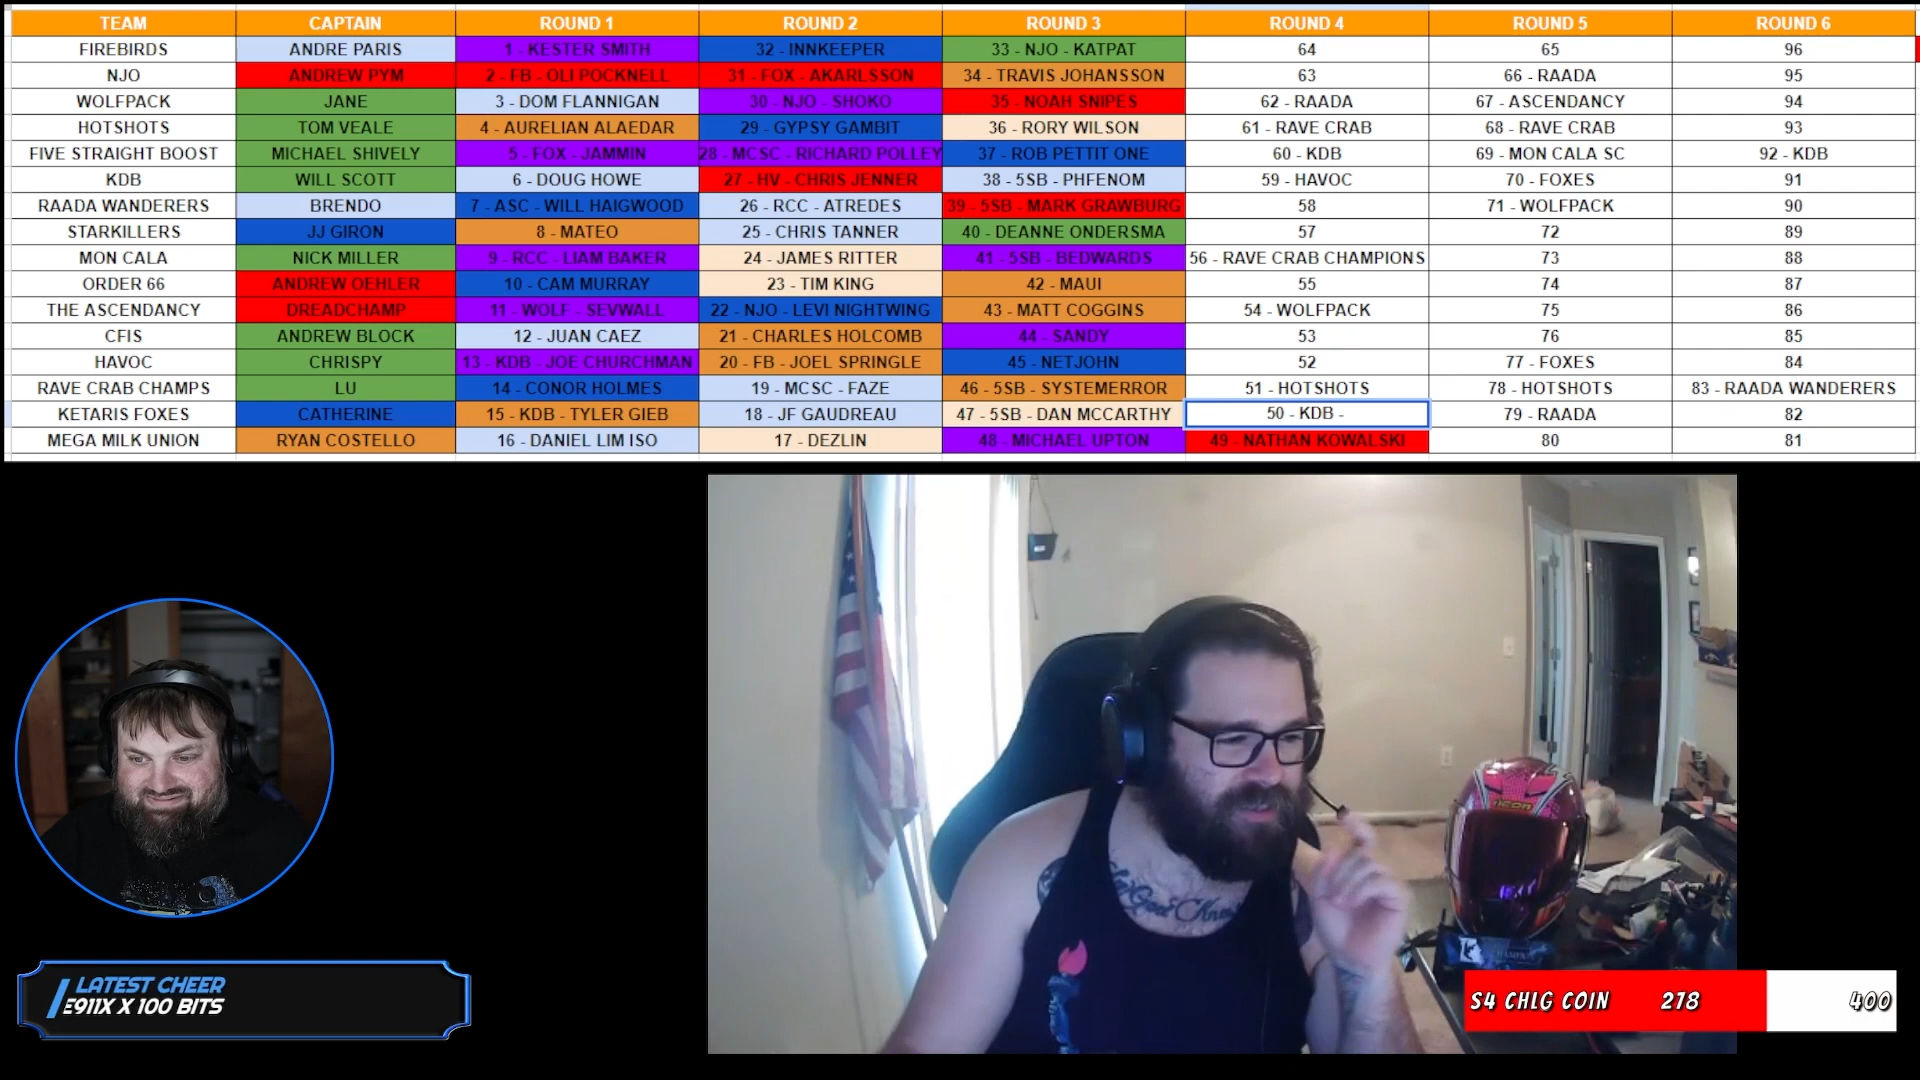 TEAM CAPTAIN ROUND 1 ROUND 2 ROUND 3 ROUND 4 ROUND 5 ROUND 6
FIREBIRDS ANDRE PARIS 1 - KESTER SMITH 32 - INNKEEPER 33 - NJO - KATPAT 64 65 96
NJO ANDREW PYM 2 - FB - OLI POCKNELL 31 - FOX - AKARLSSON 34 - TRAVIS JOHANSSON 63 66 - RAADA 95
WOLFPACK JANE 3 - DOM FLANNIGAN 30 - NJO - SHOKO 35 - NOAH SNIPES 62 - RAADA 67 - ASCENDANCY 94
HOTSHOTS TOM VEALE 4 - AURELIAN ALAEDAR 29 - GYPSY GAMBIT 36 - RORY WILSON 61 - RAVE CRAB 68 - RAVE CRAB 93
FIVE STRAIGHT BOOST MICHAEL SHIVELY 5 - FOX - JAMMIN 28 - MCSC - RICHARD POLLEY 37 - ROB PETTIT ONE 60 - KDB 69 - MON CALA SC 92 - KDB
KDB WILL SCOTT 6 - DOUG HOWE 27 - HV - CHRIS JENNER 38 - 5SB - PHFENOM 59 - HAVOC 70 - FOXES 91
RAADA WANDERERS BRENDO 7 - ASC - WILL HAIGWOOD 26 - RCC - ATREDES 39 - 5SB - MARK GRAWBURG 58 71 - WOLFPACK 90
STARKILLERS JJ GIRON 8 - MATEO 25 - CHRIS TANNER 40 - DEANNE ONDERSMA 57 72 89
MON CALA NICK MILLER 9 - RCC - LIAM BAKER 24 - JAMES RITTER 41 - 5SB - BEDWARDS 56 - RAVE CRAB CHAMPIONS 73 88
ORDER 66 ANDREW OEHLER 10 - CAM MURRAY 23 - TIM KING 42 - MAUI 55 74 87
THE ASCENDANCY DREADCHAMP 11 - WOLF - SEVWALL 22 - NJO - LEVI NIGHTWING 43 - MATT COGGINS 54 - WOLFPACK 75 86
CFIS ANDREW BLOCK 12 - JUAN CAEZ 21 - CHARLES HOLCOMB 44 - SANDY 53 76 85
HAVOC CHRISPY 13 - KDB - JOE CHURCHMAN 20 - FB - JOEL SPRINGLE 45 - NETJOHN 52 77 - FOXES 84
RAVE CRAB CHAMPS LU 14 - CONOR HOLMES 19 - MCSC - FAZE 46 - 5SB - SYSTEMERROR 51 - HOTSHOTS 78 - HOTSHOTS 83 - RAADA WANDERERS
KETARIS FOXES CATHERINE 15 - KDB - TYLER GIEB 18 - JF GAUDREAU 47 - 5SB - DAN MCCARTHY 50 - KDB - 79 - RAADA 82
MEGA MILK UNION RYAN COSTELLO 16 - DANIEL LIM ISO 17 - DEZLIN 48 - MICHAEL UPTON 49 - NATHAN KOWALSKI 80 81
ICON
LATEST CHEER
E911X X 100 BITS
S4 CHLG COIN 278 400